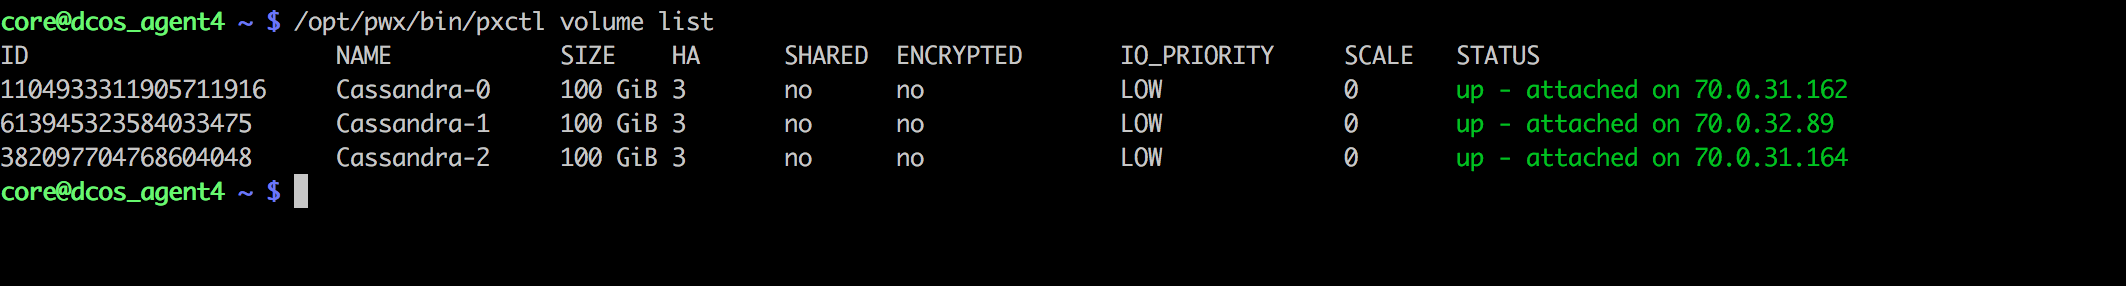 core@dcos_agent4 ~ $ /opt/pwx/bin/pxctl volume list
ID NAME SIZE HA SHARED ENCRYPTED IO_PRIORITY SCALE STATUS
1104933311905711916 Cassandra-0 100 GiB 3 no no LOW 0 up - attached on 70.0.31.162
613945323584033475 Cassandra-1 100 GiB 3 no no LOW 0 up - attached on 70.0.32.89
382097704768604048 Cassandra-2 100 GiB 3 no no LOW 0 up - attached on 70.0.31.164
core@dcos_agent4 ~ $